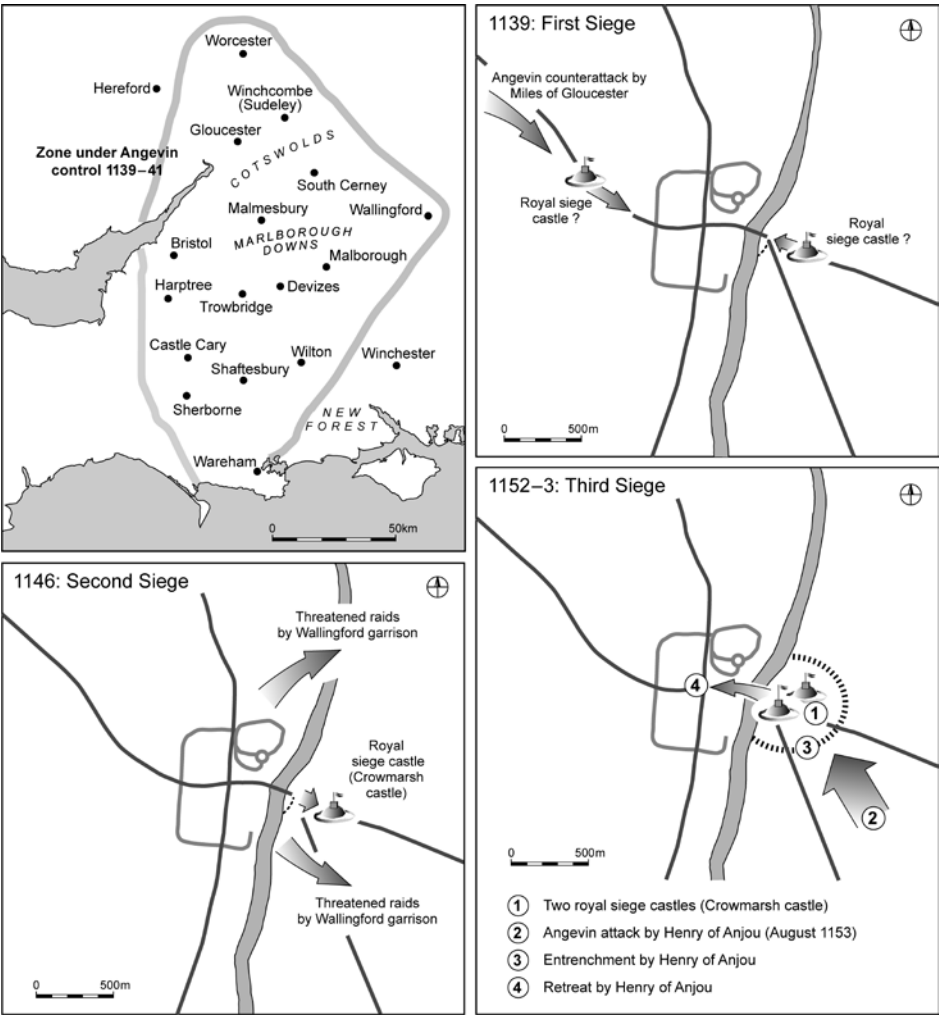 Worcester
Hereford
Winchcombe
(Sudeley)
Gloucester
Zone under Angevin
control 1139–41
COTSWOLDS
South Cerney
Malmesbury
Wallingford
MARLBOROUGH
DOWNS
Bristol
Malborough
Harptree
Devizes
Trowbridge
Castle Cary
Wilton
Winchester
Shaftesbury
Sherborne
NEW
FOREST
Wareham
0 50km
1139: First Siege
Angevin counterattack by
Miles of Gloucester
Royal siege
castle ?
Royal
siege castle ?
0 500m
1146: Second Siege
Threatened raids
by Wallingford garrison
Royal
siege castle
(Crowmarsh
castle)
Threatened raids
by Wallingford garrison
0 500m
1152–3: Third Siege
4
1
3
2
0 500m
1 Two royal siege castles (Crowmarsh castle)
2 Angevin attack by Henry of Anjou (August 1153)
3 Entrenchment by Henry of Anjou
4 Retreat by Henry of Anjou